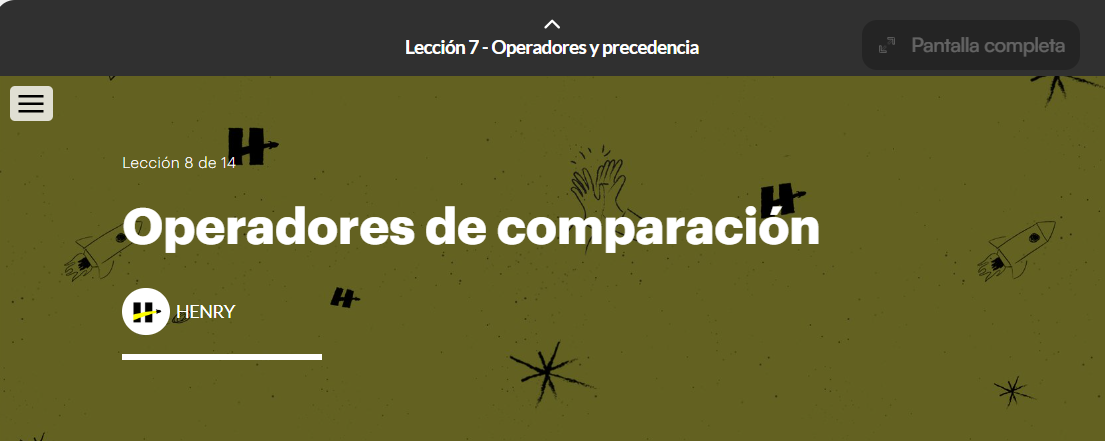 Lección 7 - Operadores y precedencia
Pantalla completa
Lección 8 de 14
Operadores de comparación
HENRY